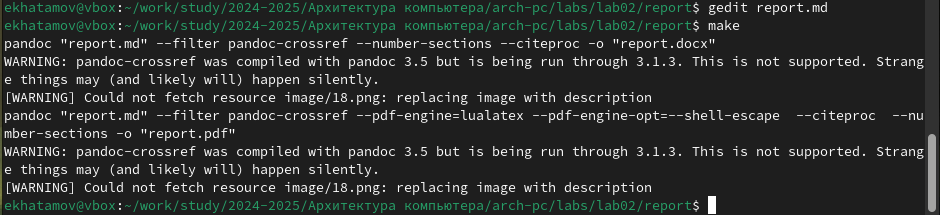 ekhatamov@vbox:~/work/study/2024-2025/Архитектура компьютера/arch-pc/labs/lab02/report$ gedit report.md
ekhatamov@vbox:~/work/study/2024-2025/Архитектура компьютера/arch-pc/labs/lab02/report$ make
pandoc "report.md" --filter pandoc-crossref --number-sections --citeproc -o "report.docx"
WARNING: pandoc-crossref was compiled with pandoc 3.5 but is being run through 3.1.3. This is not supported. Strang
e things may (and likely will) happen silently.
[WARNING] Could not fetch resource image/18.png: replacing image with description
pandoc "report.md" --filter pandoc-crossref --pdf-engine=lualatex --pdf-engine-opt=--shell-escape  --citeproc  --nu
mber-sections -o "report.pdf"
WARNING: pandoc-crossref was compiled with pandoc 3.5 but is being run through 3.1.3. This is not supported. Strang
e things may (and likely will) happen silently.
[WARNING] Could not fetch resource image/18.png: replacing image with description
ekhatamov@vbox:~/work/study/2024-2025/Архитектура компьютера/arch-pc/labs/lab02/report$